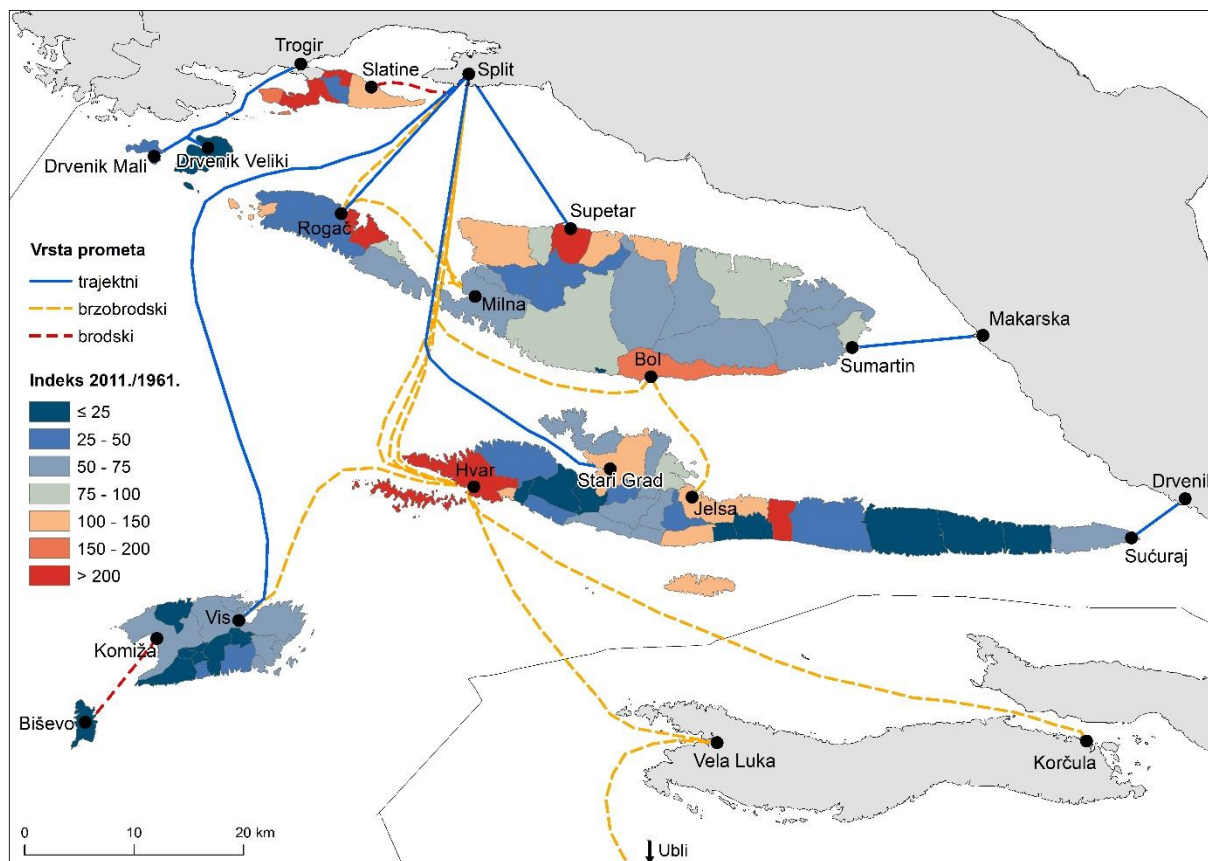 Trogir
Slatine
Split
Drvenik Mali
Drvenik Veliki
Rogač
Supetar
Vrsta prometa
trajektni
brzobrodski
brodski
Milna
Makarska
Sumartin
Bol
Indeks 2011./1961.
≤ 25
25 - 50
50 - 75
75 - 100
100 - 150
150 - 200
> 200
Hvar
Stari Grad
Jelsa
Drvenik
Sućuraj
Vis
Komiža
Biševo
Vela Luka
Korčula
0 10 20 km
Ubli